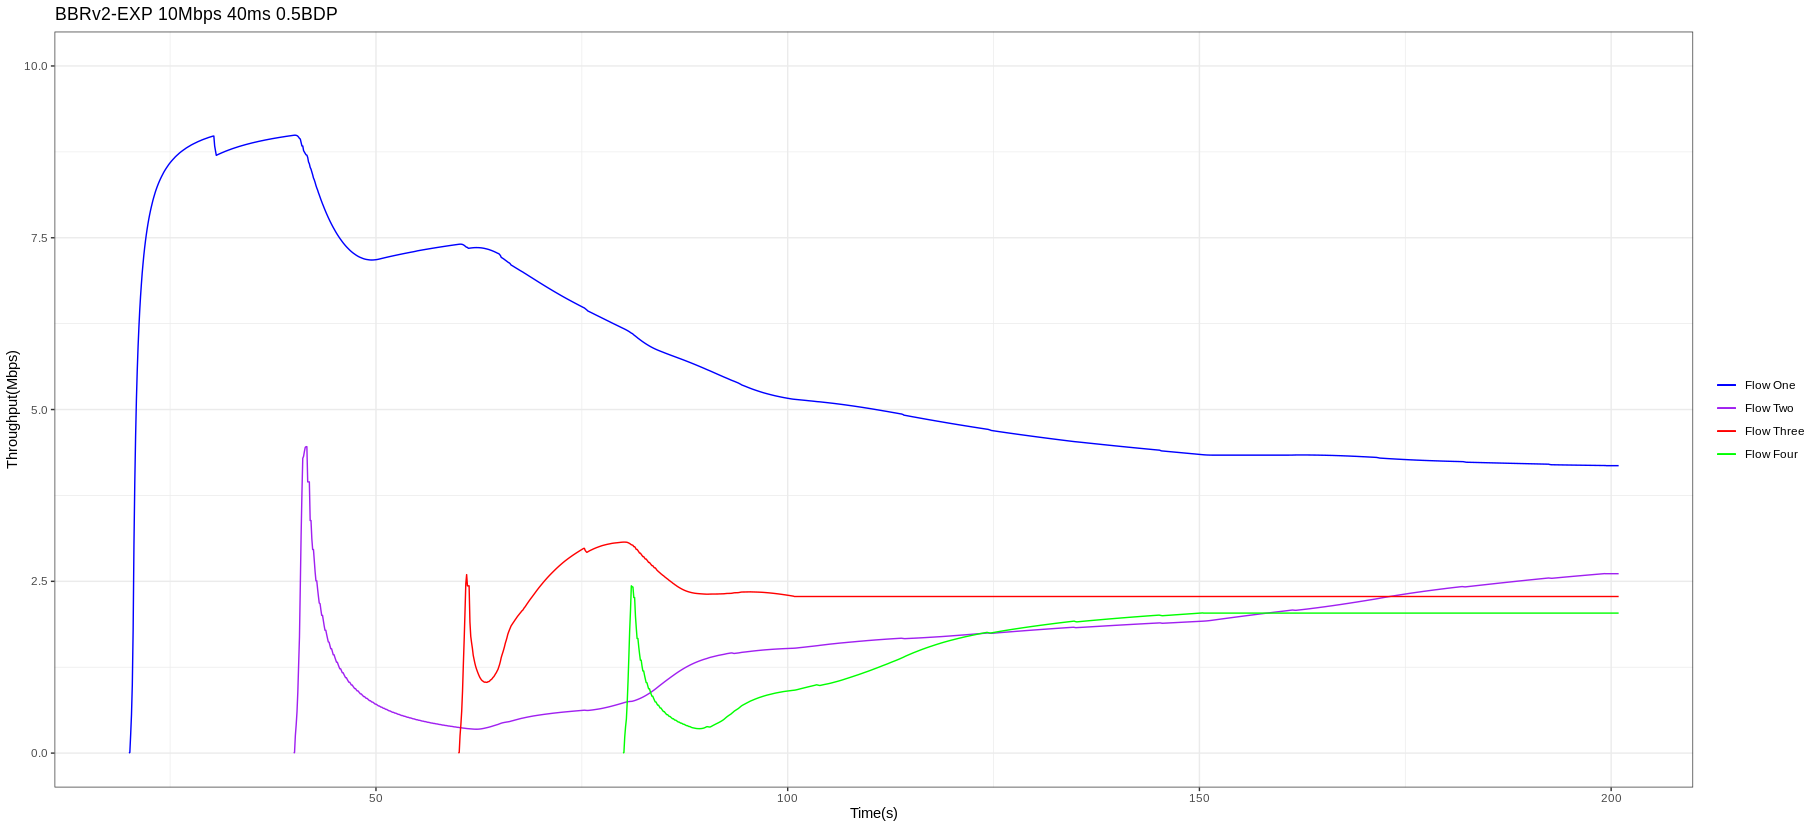 BBRv2-EXP 10Mbps 40ms 0.5BDP
10.0
7.5
5.0
2.5
0.0
Throughput(Mbps)
50
100
150
200
Time(s)
Flow One
Flow Two
Flow Three
Flow Four